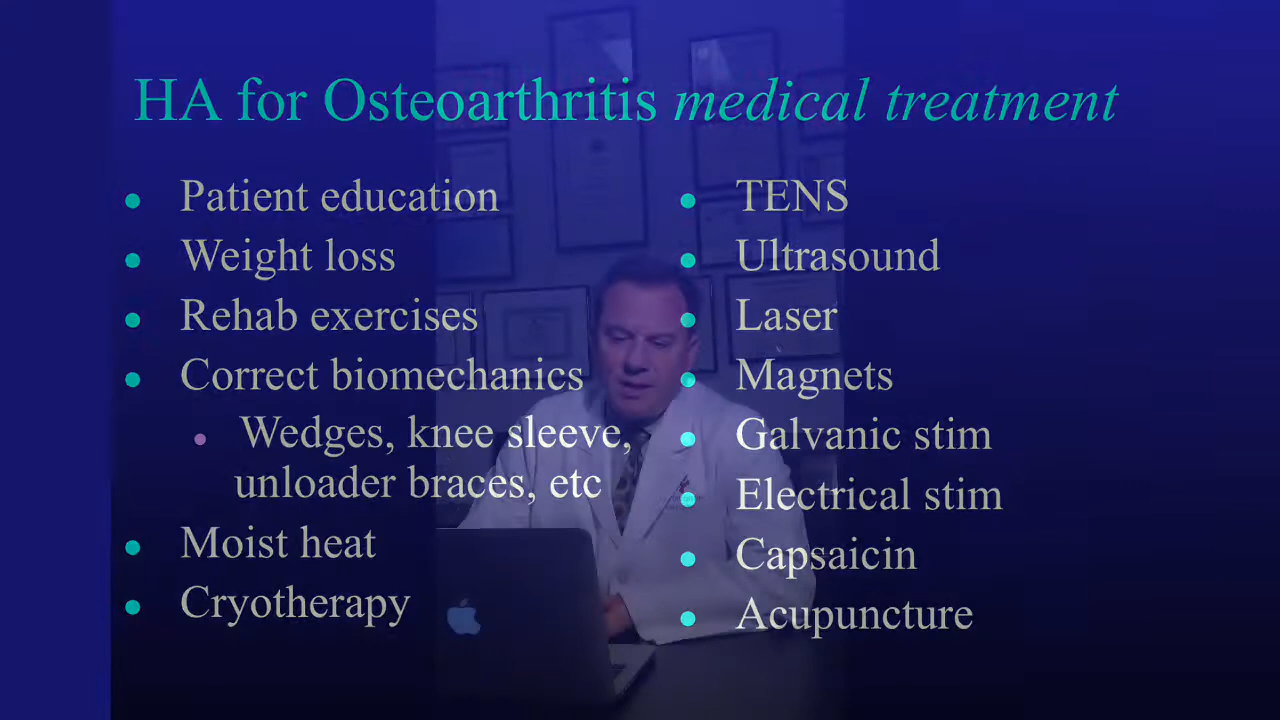 HA for Osteoarthritis medical treatment
Patient education
Weight loss
Rehab exercises
Correct biomechanics
Wedges, knee sleeve,
unloader braces, etc
Moist heat
Cryotherapy
TENS
Ultrasound
Laser
Magnets
Galvanic stim
Electrical stim
Capsaicin
Acupuncture